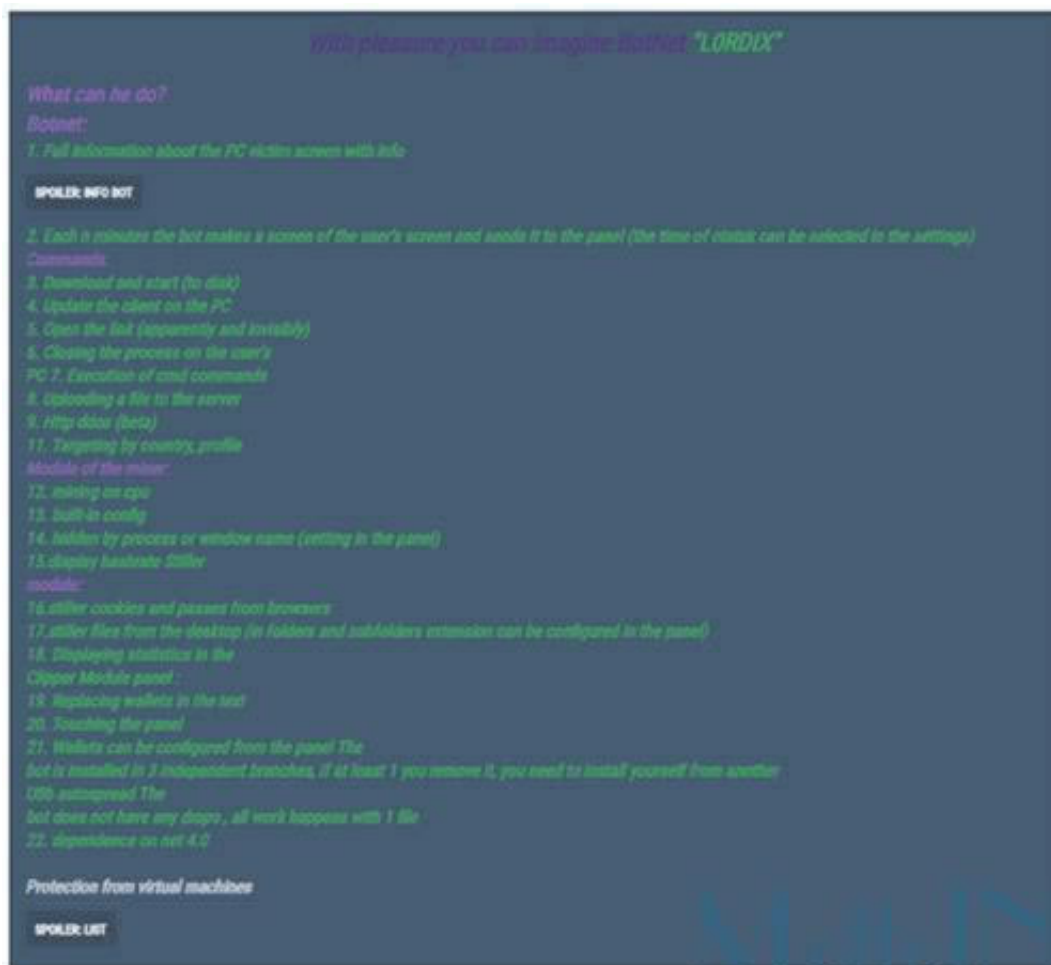 With pleasure you can imagine BotNet "L0RDIX"
What can he do?
Botnet:
1. Full information about the PC victim screen with info
SPOILER: INFO BOT
2. Each n minutes the bot makes a screen of the user's screen and sends it to the panel (the time of can be selected in the settings)
Commands:
3. Download and start (to disk)
4. Update the client on the PC
5. Open the link (apparently and invisibly)
6. Closing the process on the user's
PC 7. Execution of cmd commands
8. Uploading a file to the server
9. Http ddos (beta)
11. Targeting by country, profile
Module of the miner:
12. mining on cpu
13. built-in config
14. hidden by process or window name (setting in the panel)
15.display hashrate Stiller
module:
16.stiller cookies and passes from browsers
17.stiller files from the desktop (in folders and subfolders extension can be configured in the panel)
18. Displaying statistics in the
Clipper Module panel :
19. Replacing wallets in the text
20. Touching the panel
21. Wallets can be configured from the panel The
bot is installed in 3 independent branches, if at least 1 you remove it, you need to install yourself from another
USB autospread The
bot does not have any drops , all work happens with 1 file
22. dependence on net 4.0
Protection from virtual machines
SPOILER: LIST